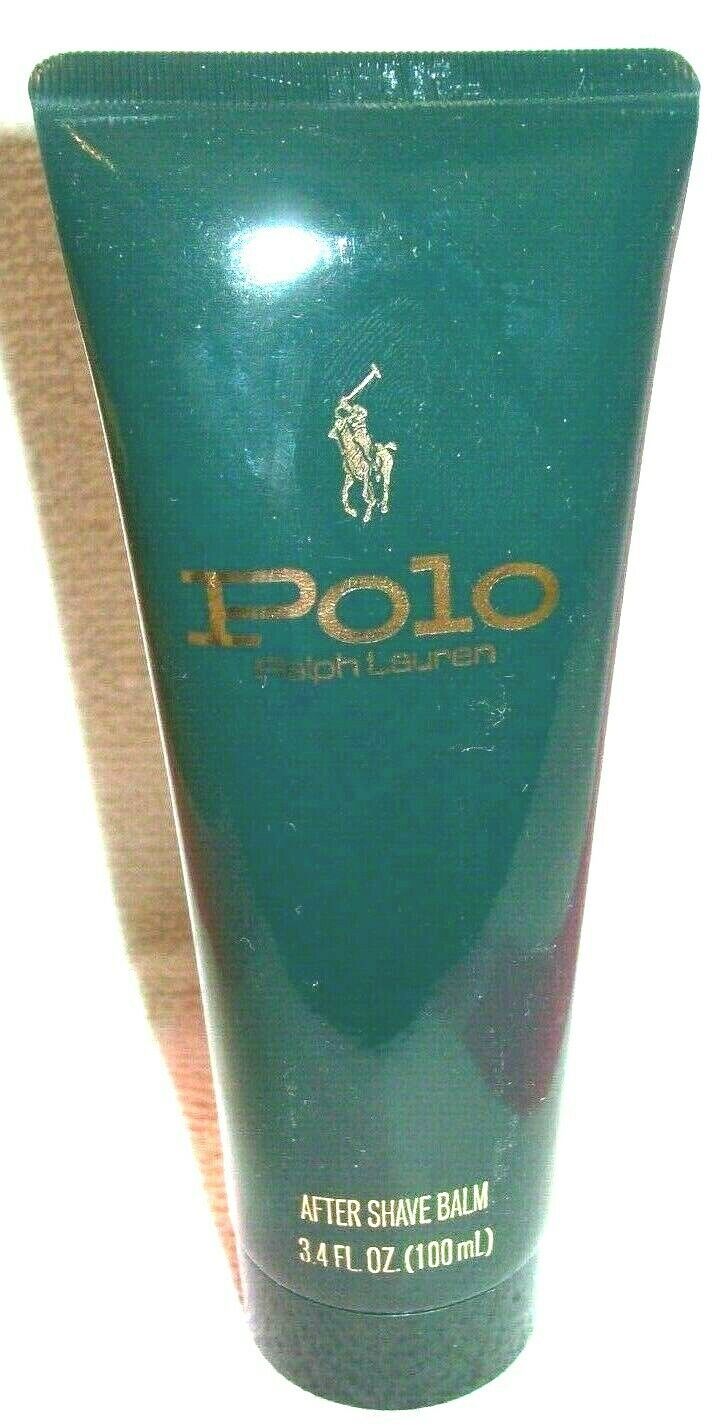 Polo
Ralph Lauren
AFTER SHAVE BALM
3.4 FL. OZ. (100 mL)